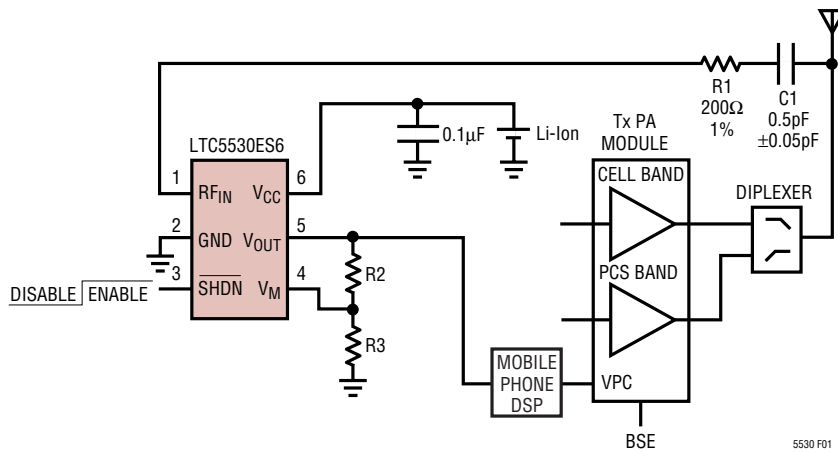 R1
200Ω
1%
C1
0.5pF
±0.05pF
0.1µF
Li-Ion
Tx PA
MODULE
CELL BAND
PCS BAND
VPC
BSE
DIPLEXER
LTC5530ES6
1
RFIN
VCC
6
2
GND
VOUT
5
3
SHDN
VM
4
DISABLE ENABLE
R2
R3
MOBILE
PHONE
DSP
5530 F01